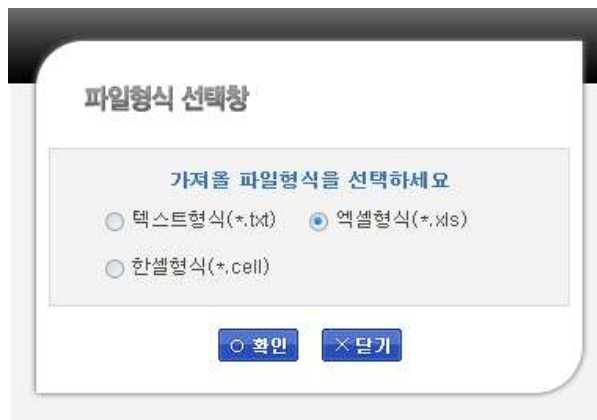 파일형식 선택창
가져올 파일형식을 선택하세요
텍스트형식(*.txt) 엑셀형식(*.xls)
한셀형식(*.cell)
확인 닫기